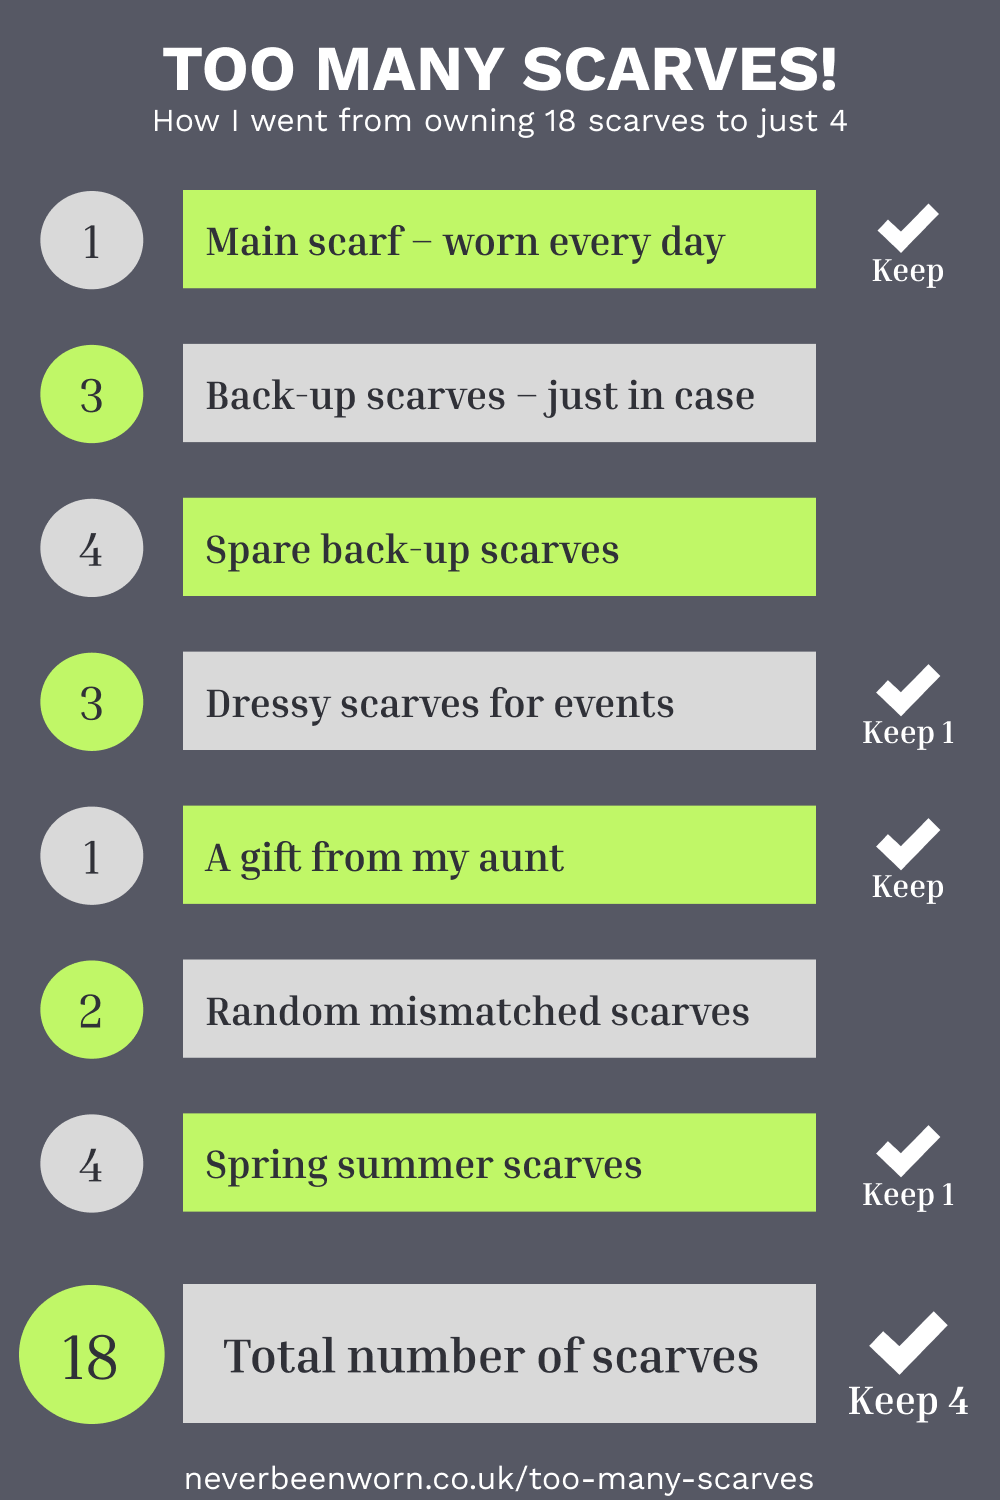 TOO MANY SCARVES!
How I went from owning 18 scarves to just 4
1
Main scarf – worn every day
Keep
3
Back-up scarves – just in case
4
Spare back-up scarves
3
Dressy scarves for events
Keep 1
1
A gift from my aunt
Keep
2
Random mismatched scarves
4
Spring summer scarves
Keep 1
18
Total number of scarves
Keep 4
neverbeenworn.co.uk/too-many-scarves